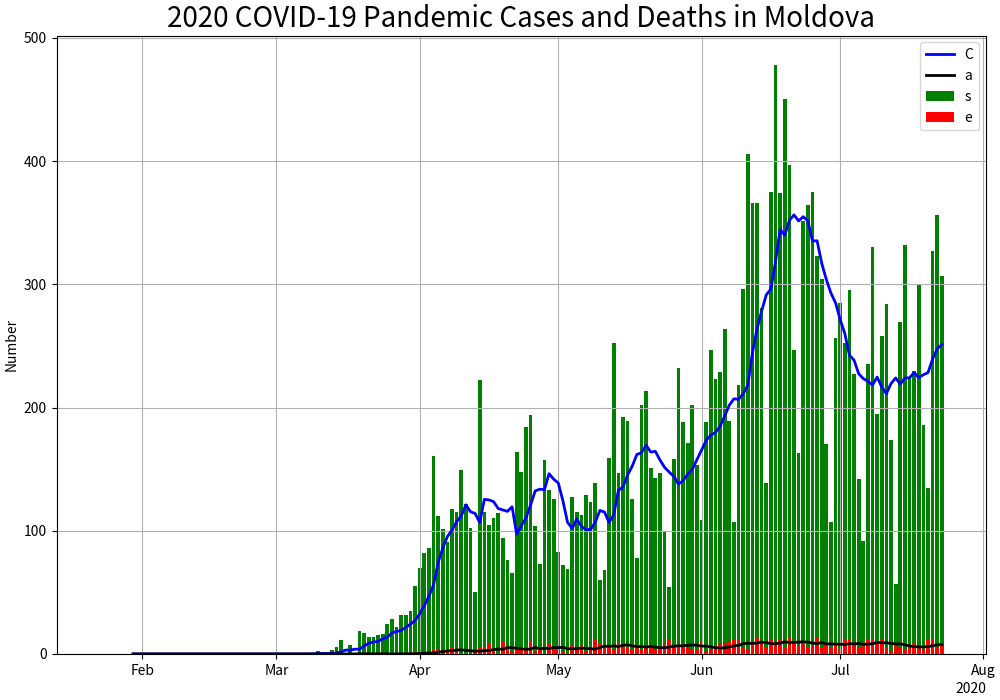 2020 COVID-19 Pandemic Cases and Deaths in Moldova
500
400
300
200
100
0
Number
C
a
s
e
Feb
Mar
Apr
May
Jun
Jul
Aug
2020